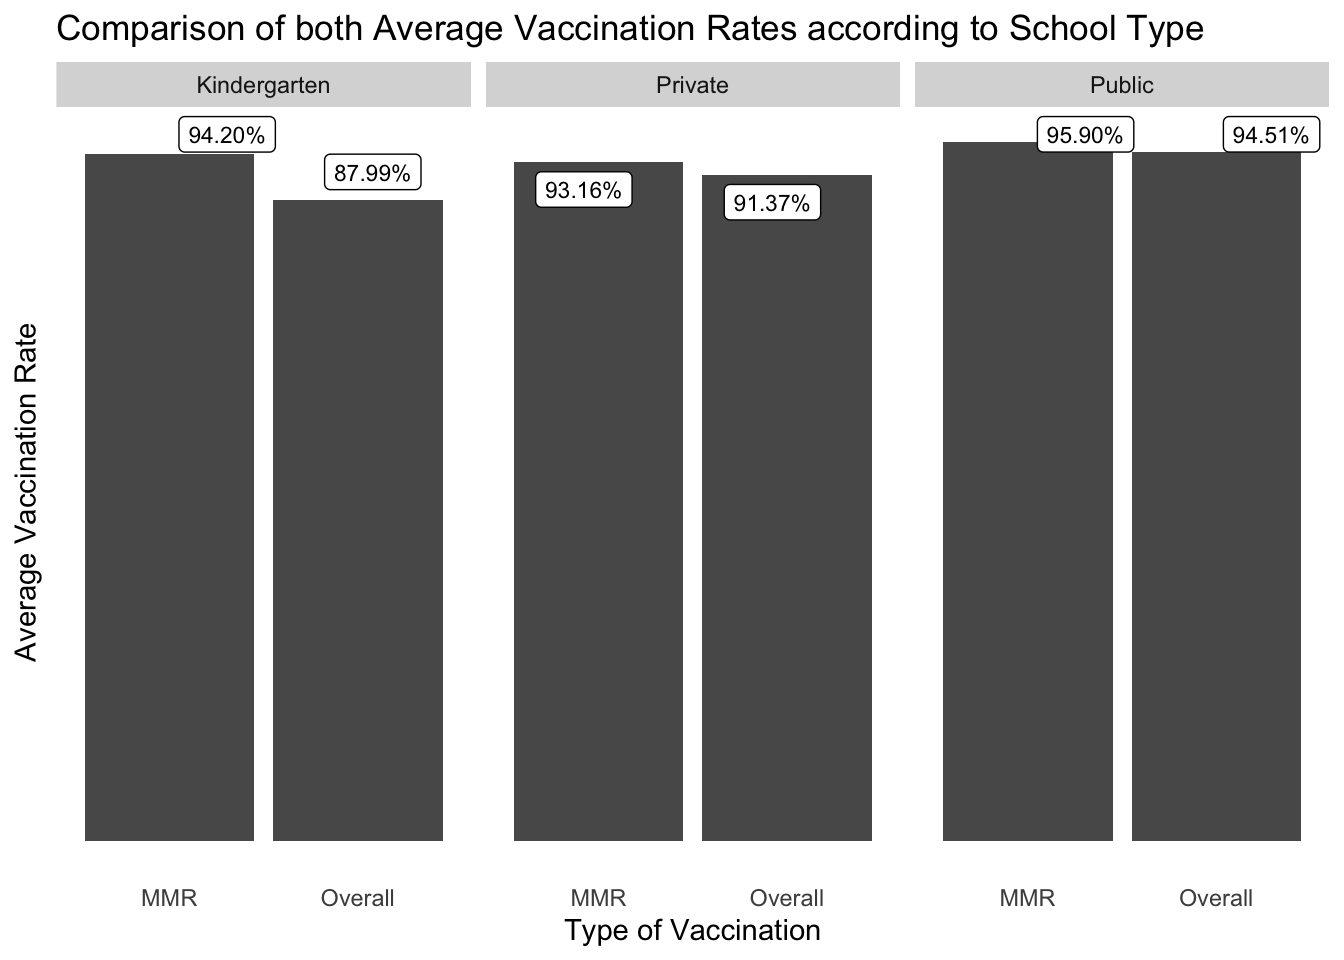 Comparison of both Average Vaccination Rates according to School Type
Kindergarten
Private
Public
94.20%
87.99%
93.16%
91.37%
95.90%
94.51%
Average Vaccination Rate
MMR
Overall
MMR
Overall
MMR
Overall
Type of Vaccination